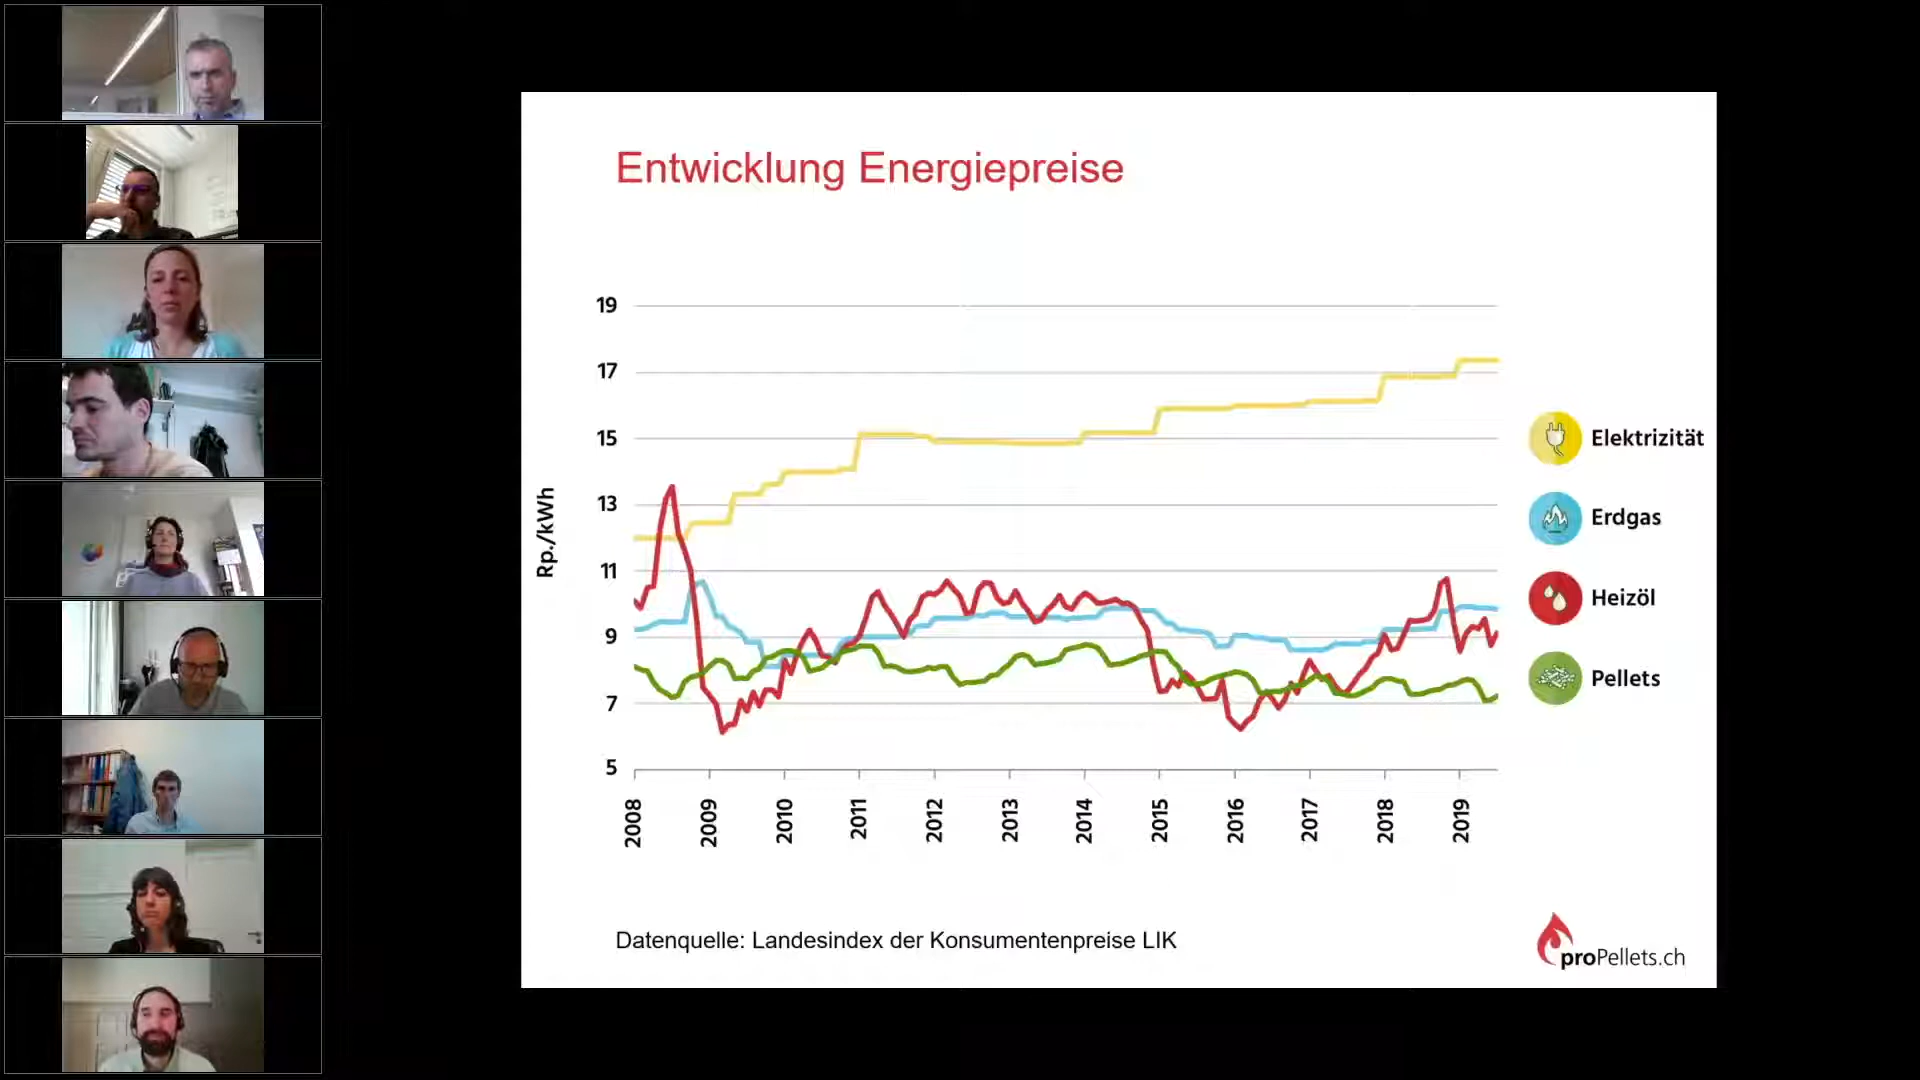 Entwicklung Energiepreise
19
17
15
13
11
9
7
5
Rp./kWh
2008
2009
2010
2011
2012
2013
2014
2015
2016
2017
2018
2019
Elektrizität
Erdgas
Heizöl
Pellets
Datenquelle: Landesindex der Konsumentenpreise LIK
proPellets.ch